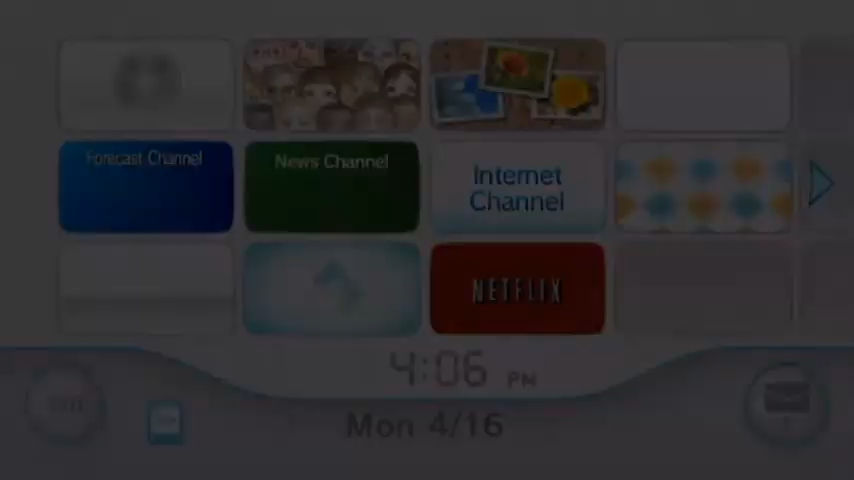 Forecast Channel
News Channel
Internet
Channel
NETFLIX
4:06 PM
Mon 4/16